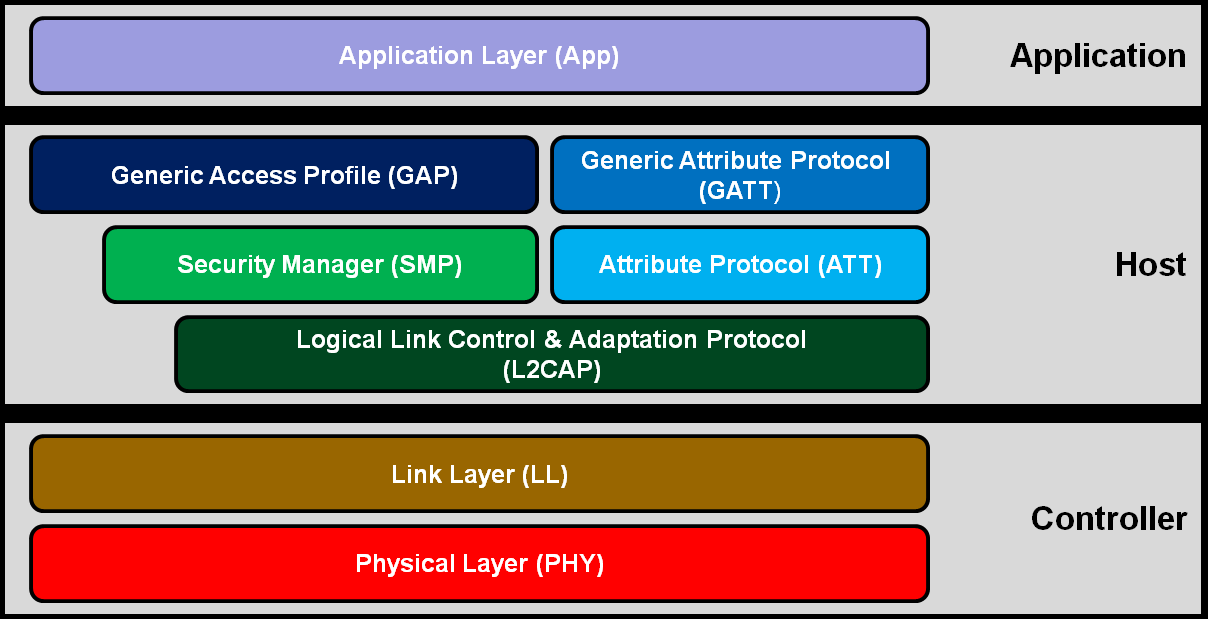 Application Layer (App)
Application
Generic Access Profile (GAP)
Generic Attribute Protocol
(GATT)
Security Manager (SMP)
Attribute Protocol (ATT)
Host
Logical Link Control & Adaptation Protocol
(L2CAP)
Link Layer (LL)
Controller
Physical Layer (PHY)